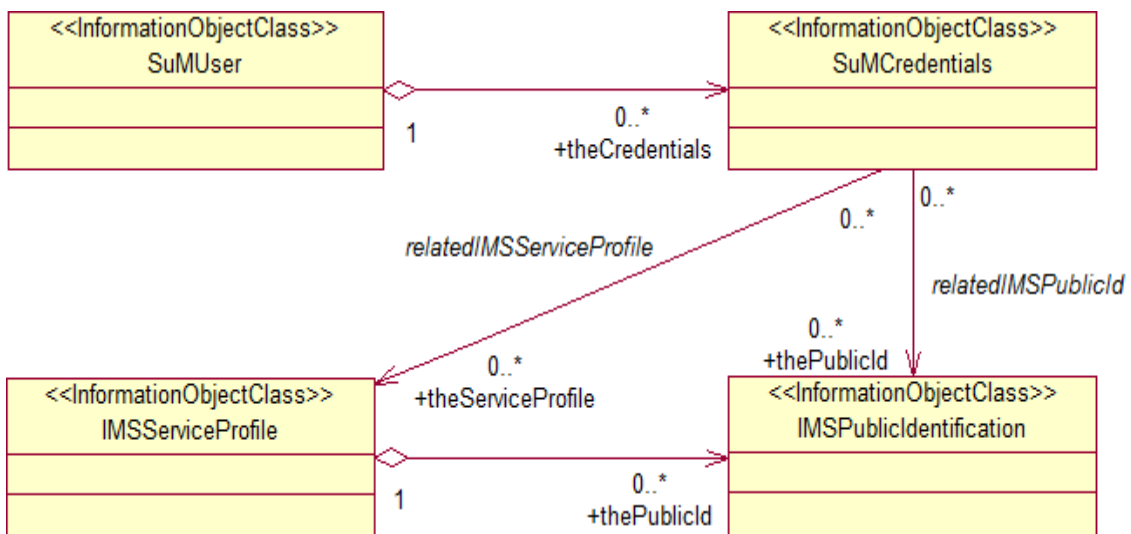 <<InformationObjectClass>>
SuMUser
<<InformationObjectClass>>
SuMCredentials
1
0..*
+theCredentials
0..*
0..*
relatedIMSServiceProfile
relatedIMSPublicId
0..*
+thePublicId
0..*
+theServiceProfile
<<InformationObjectClass>>
IMSServiceProfile
<<InformationObjectClass>>
IMSPublicIdentification
1
0..*
+thePublicId